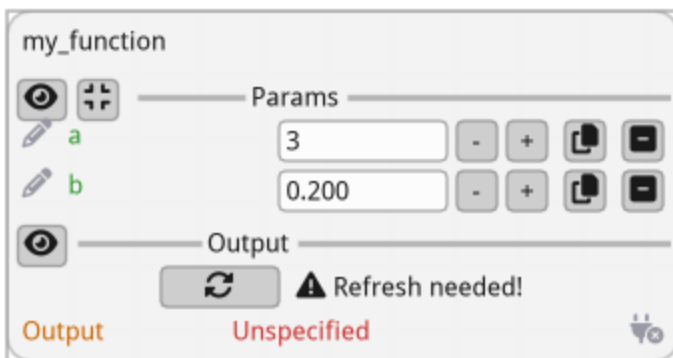 my_function
Params
a 3 - +
b 0.200 - +
Output
Refresh needed!
Output Unspecified